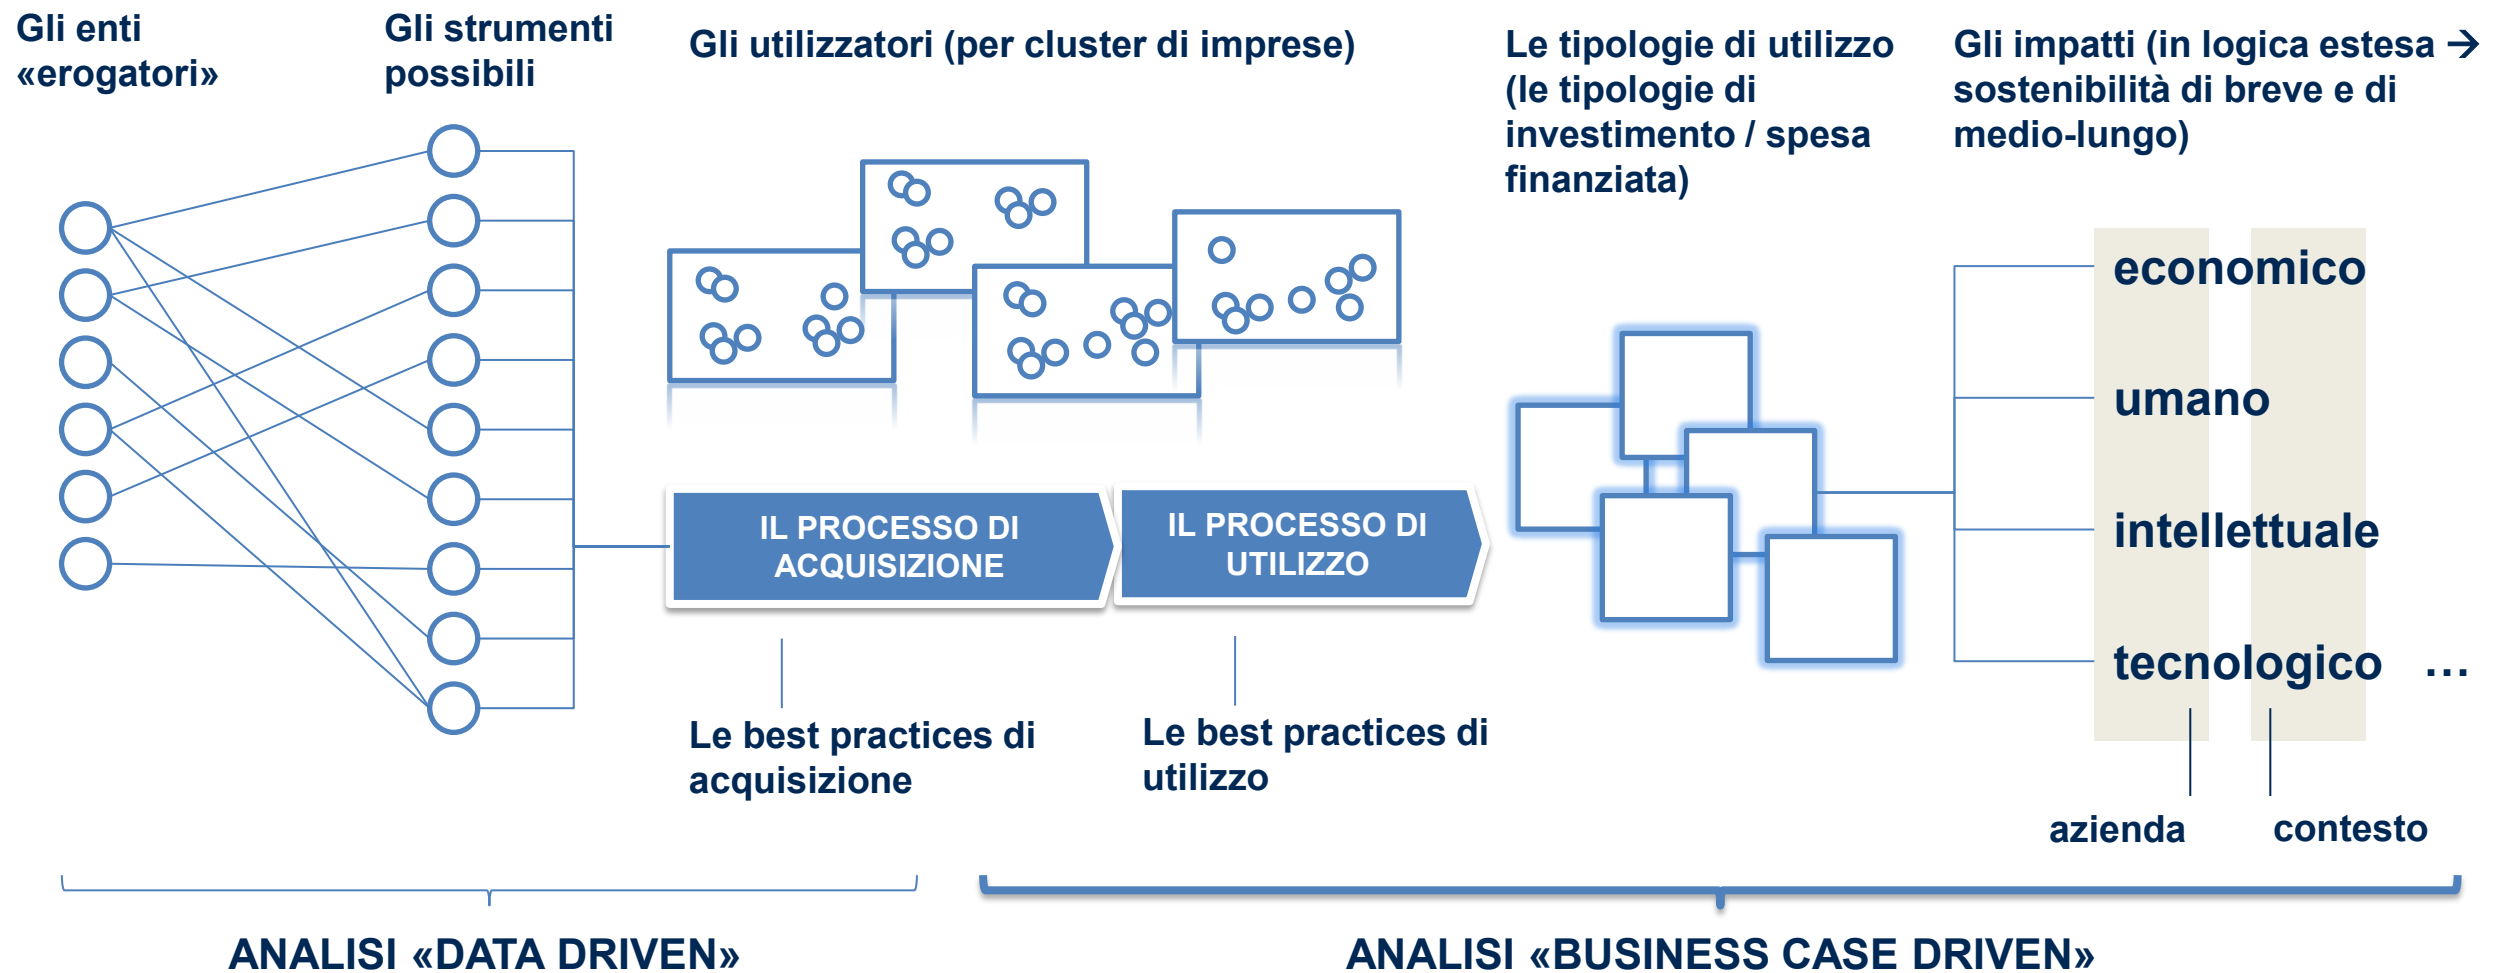 Gli enti
«erogatori»
Gli strumenti
possibili
Gli utilizzatori (per cluster di imprese)
Le tipologie di utilizzo
(le tipologie di
investimento / spesa
finanziata)
Gli impatti (in logica estesa →
sostenibilità di breve e di
medio-lungo)
economico
umano
intellettuale
tecnologico ...
IL PROCESSO DI
ACQUISIZIONE
IL PROCESSO DI
UTILIZZO
Le best practices di
acquisizione
Le best practices di
utilizzo
azienda
contesto
ANALISI «DATA DRIVEN»
ANALISI «BUSINESS CASE DRIVEN»